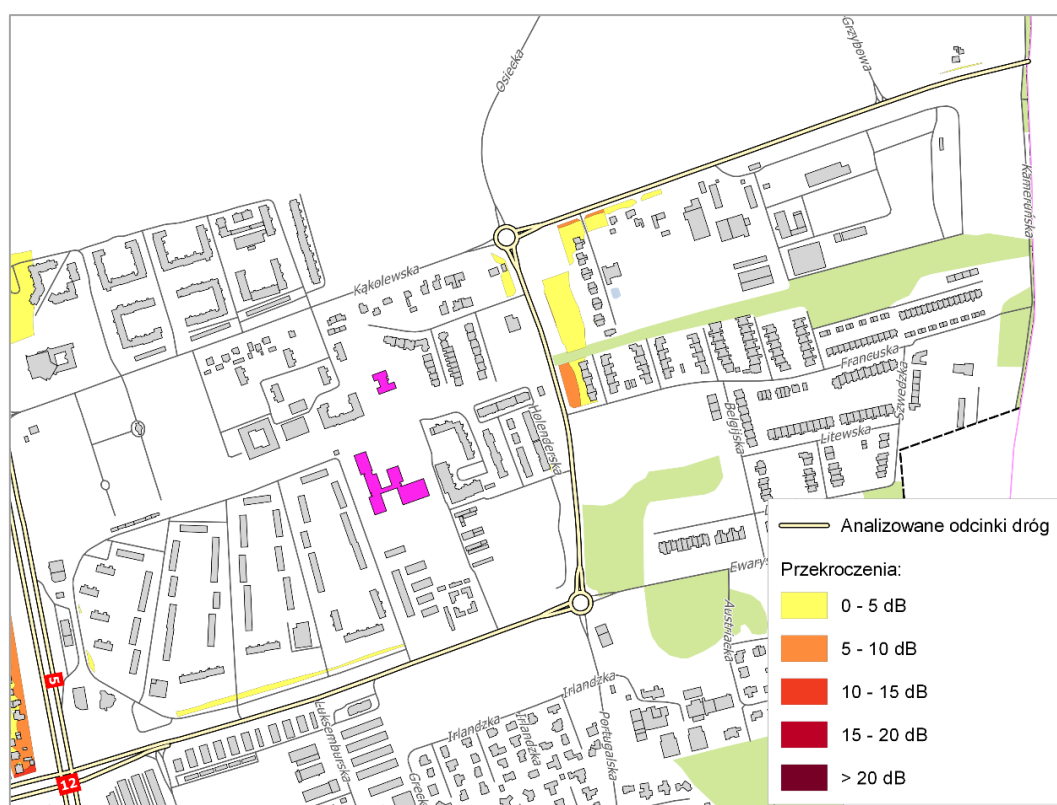 Osiecka
Grzybowa
Kameruńska
Kąkolewska
Francuska
Szwedzka
Holenderska
Belgijska
Litewska
Analizowane odcinki dróg
Przekroczenia:
0 - 5 dB
5 - 10 dB
10 - 15 dB
15 - 20 dB
> 20 dB
Ewarys
Austriacka
5
Irlandzka
Luksemburska
Irlandzka
Irlandzka
Portugalska
Greck
12